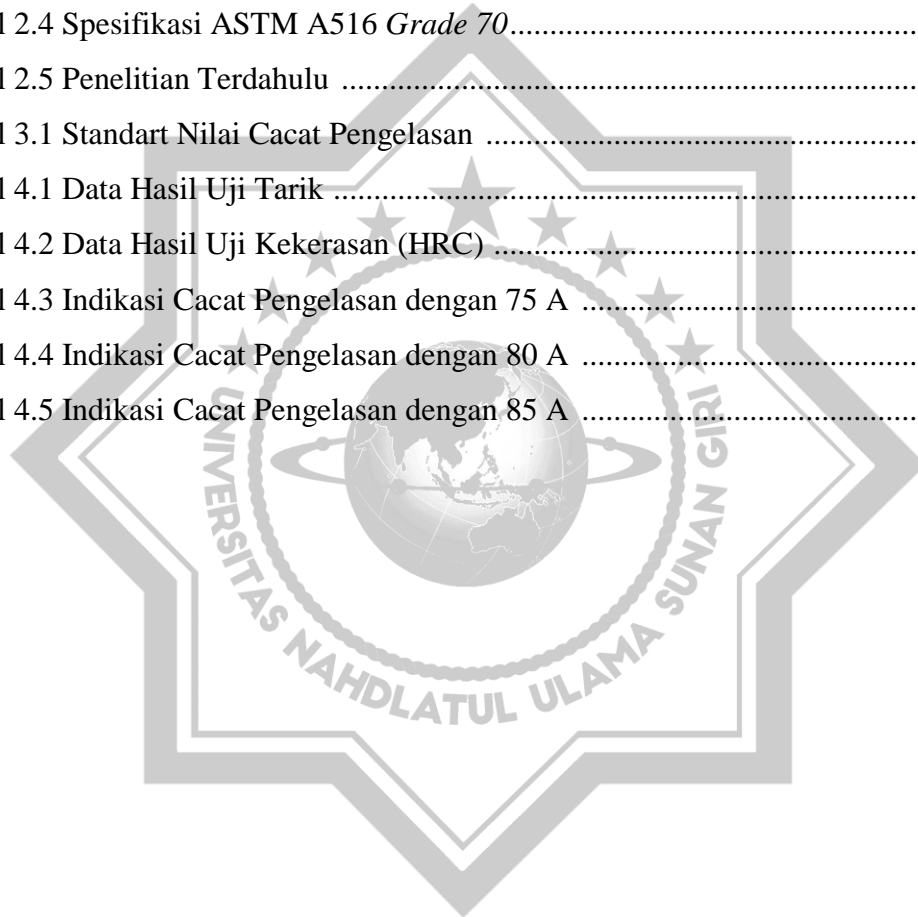 l 2.4 Spesifikasi ASTM A516 Grade 70....................................................
l 2.5 Penelitian Terdahulu .........................................................................
l 3.1 Standart Nilai Cacat Pengelasan .......................................................
l 4.1 Data Hasil Uji Tarik ..........................................................................
l 4.2 Data Hasil Uji Kekerasan (HRC) ......................................................
l 4.3 Indikasi Cacat Pengelasan dengan 75 A ...........................................
l 4.4 Indikasi Cacat Pengelasan dengan 80 A ...........................................
l 4.5 Indikasi Cacat Pengelasan dengan 85 A ...........................................
UNIVERSITAS NAHDLATUL ULAMA SUNAN GIRI